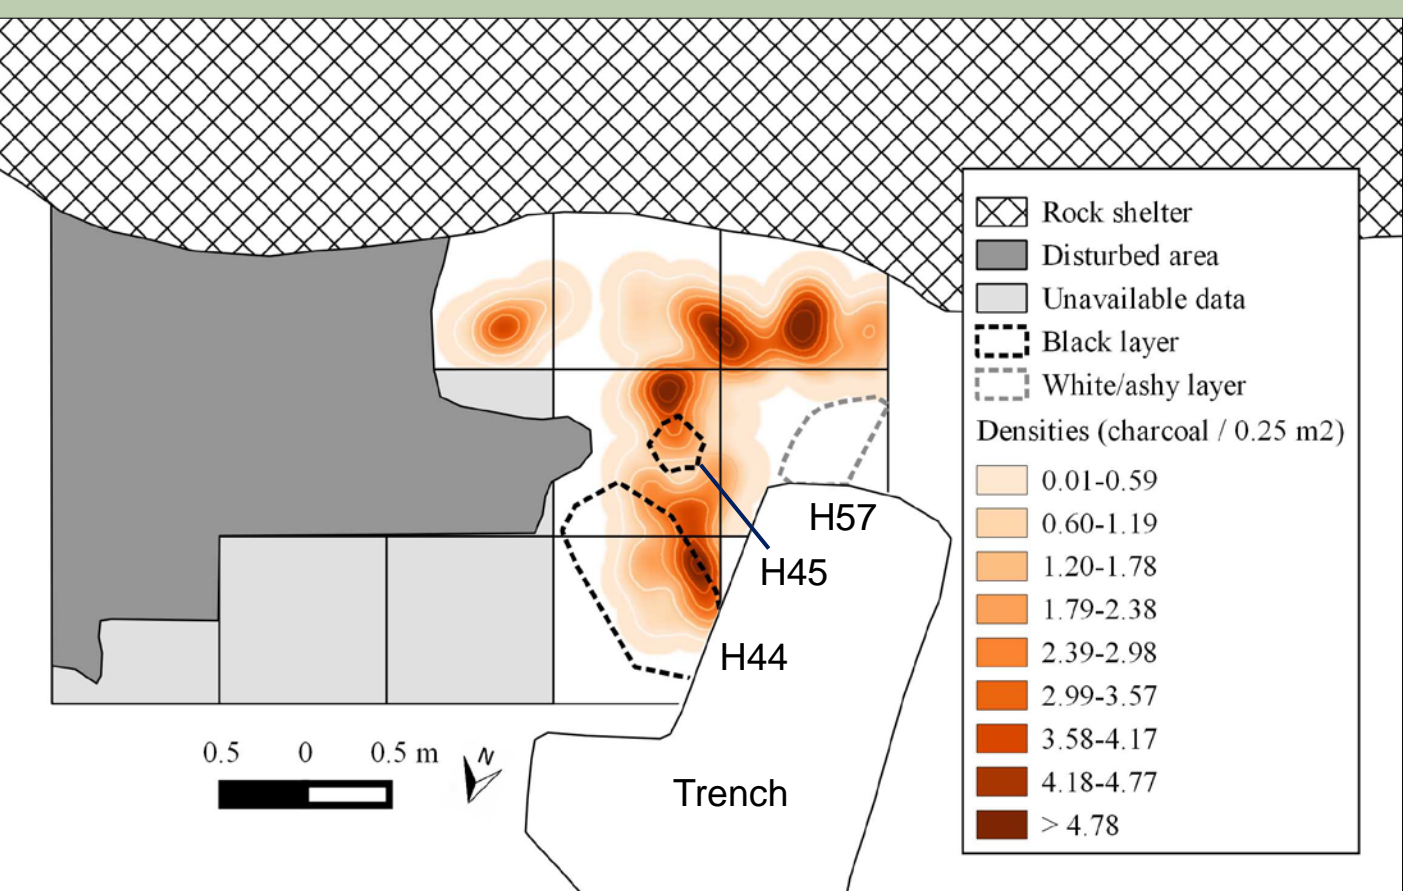 Rock shelter
Disturbed area
Unavailable data
Black layer
White/ashy layer
Densities (charcoal / 0.25 m2)
0.01-0.59
0.60-1.19
1.20-1.78
1.79-2.38
2.39-2.98
2.99-3.57
3.58-4.17
4.18-4.77
> 4.78
H57
H45
H44
Trench
0.5 0 0.5 m
N